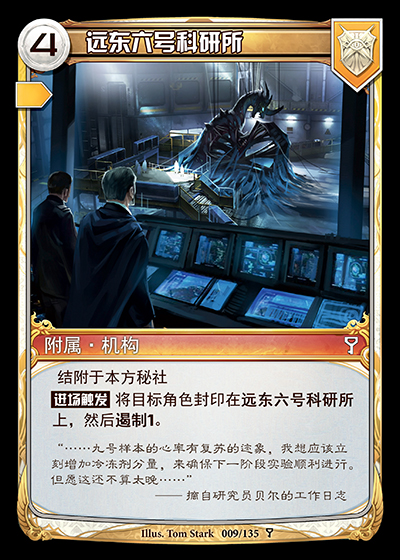 4 远东六号科研所
附属·机构
结附于本方秘社
进场触发 将目标角色封印在远东六号科研所
上，然后遏制1。
“……九号样本的心率有复苏的迹象，我想应该立
刻增加冷冻剂分量，来确保下一阶段实验顺利进行。
但愿这还不算太晚……”
——摘自研究员贝尔的工作日志
Illus. Tom Stark 009/135